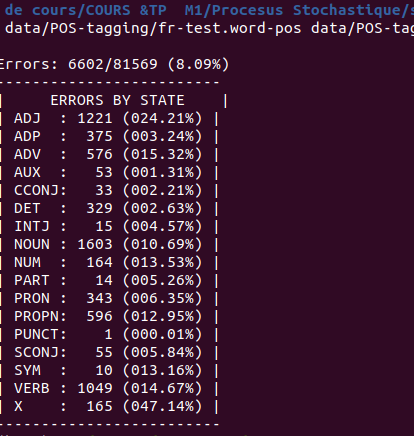 de cours/COURS &TP  M1/Procesus Stochastique/s
data/POS-tagging/fr-test.word-pos data/POS-tag
Errors: 6602/81569 (8.09%)
-------------------------
|     ERRORS BY STATE     |
| ADJ  : 1221 (024.21%) |
| ADP  :  375 (003.24%) |
| ADV  :  576 (015.32%) |
| AUX  :   53 (001.31%) |
| CCONJ:   33 (002.21%) |
| DET  :  329 (002.63%) |
| INTJ :   15 (004.57%) |
| NOUN : 1603 (010.69%) |
| NUM  :  164 (013.53%) |
| PART :   14 (005.26%) |
| PRON :  343 (006.35%) |
| PROPN:  596 (012.95%) |
| PUNCT:    1 (000.01%) |
| SCONJ:   55 (005.84%) |
| SYM  :   10 (013.16%) |
| VERB : 1049 (014.67%) |
| X    :  165 (047.14%) |
-------------------------